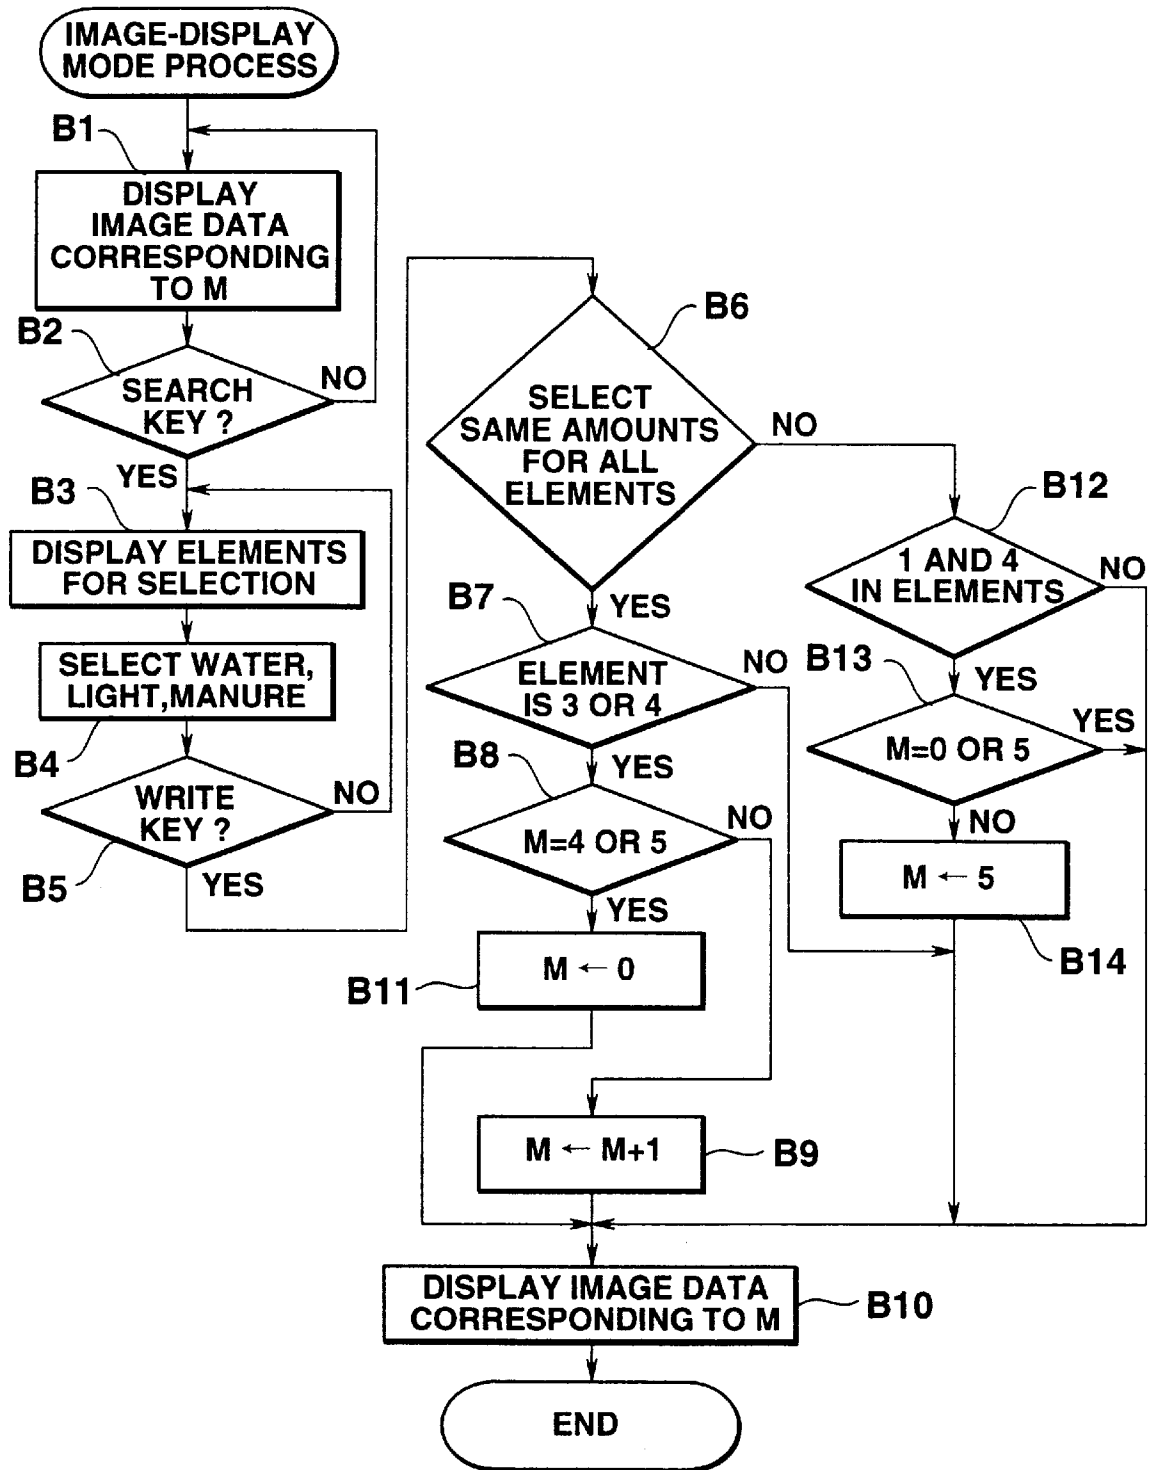 IMAGE-DISPLAY
MODE PROCESS
B1
DISPLAY
IMAGE DATA
CORRESPONDING
TO M
B2
SEARCH
KEY ?
NO
YES
B3
DISPLAY ELEMENTS
FOR SELECTION
SELECT WATER,
LIGHT,MANURE
B4
WRITE
KEY ?
NO
B5
YES
B6
SELECT
SAME AMOUNTS
FOR ALL
ELEMENTS
NO
YES
B7
ELEMENT
IS 3 OR 4
NO
YES
B8
M=4 OR 5
NO
YES
B11
M ← 0
M ← M+1
B9
B12
1 AND 4
IN ELEMENTS
NO
YES
B13
M=0 OR 5
YES
NO
M ← 5
B14
DISPLAY IMAGE DATA
CORRESPONDING TO M
B10
END